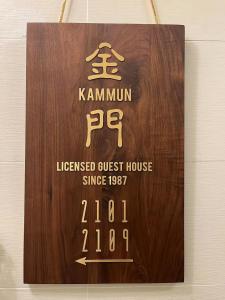 金
KAMMUN
門
LICENSED GUEST HOUSE
SINCE 1987
2101
2109